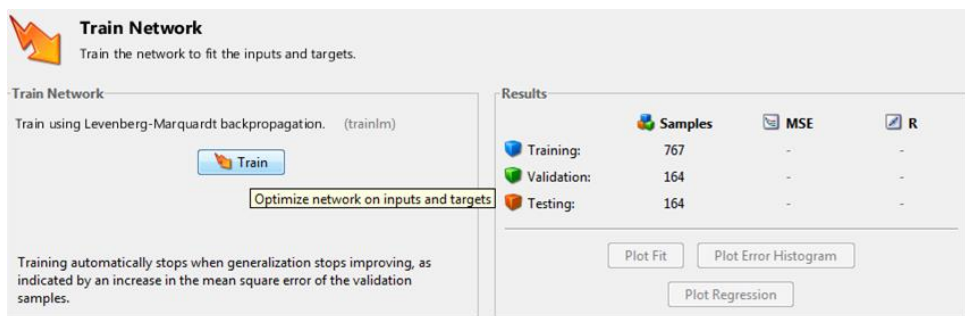 Train Network
Train the network to fit the inputs and targets.
Train Network
Train using Levenberg-Marquardt backpropagation. (trainlm)
Train
Optimize network on inputs and targets
Training automatically stops when generalization stops improving, as
indicated by an increase in the mean square error of the validation
samples.
Results
Samples MSE R
Training: 767 - -
Validation: 164 - -
Testing: 164 - -
Plot Fit Plot Error Histogram
Plot Regression